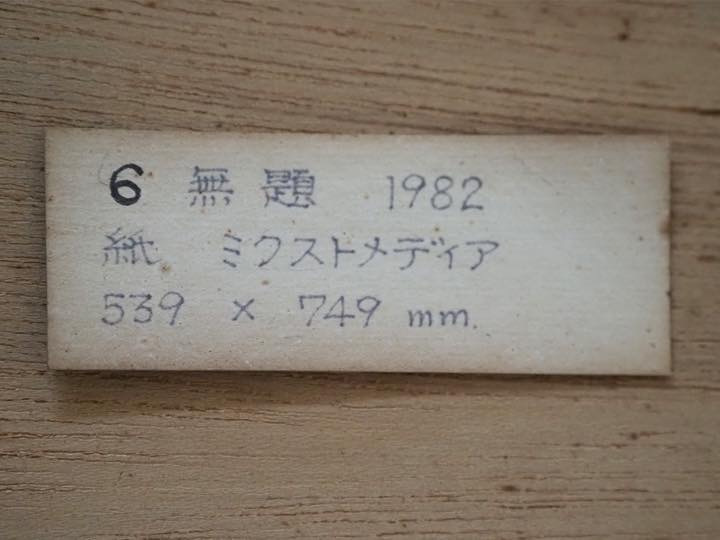 6 無題 1982
紙 ミクストメディア
539 × 749 mm.